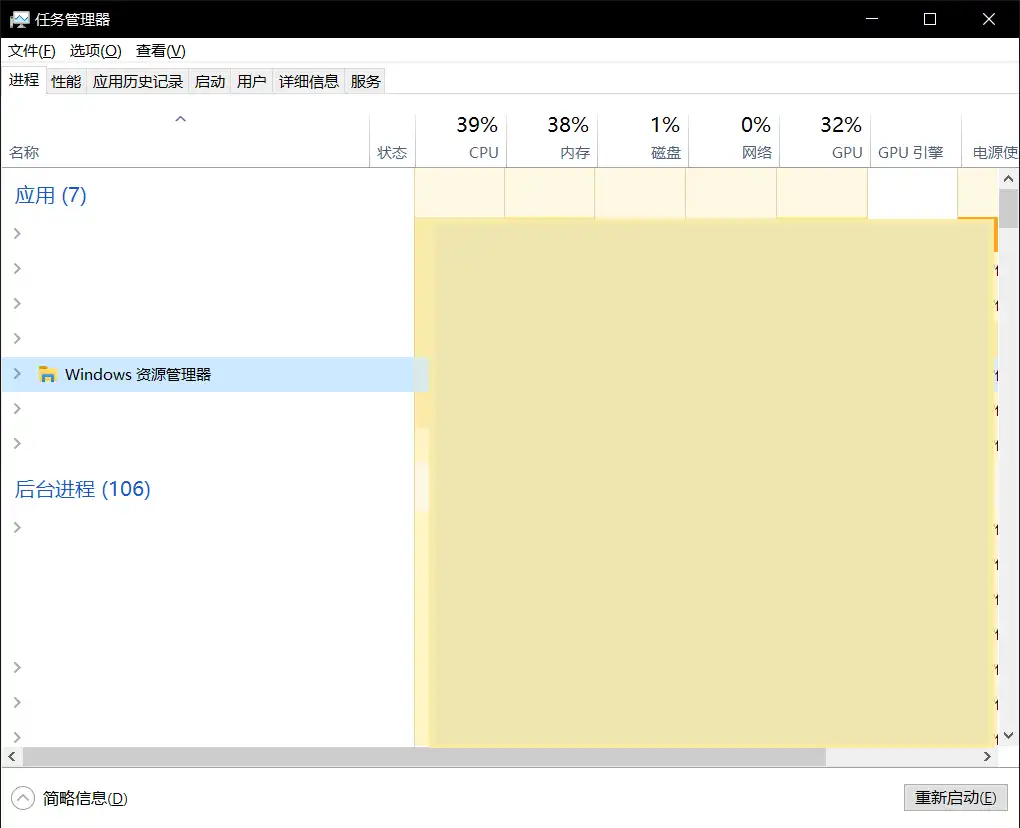 任务管理器
文件(F) 选项(O) 查看(V)
进程 性能 应用历史记录 启动 用户 详细信息 服务
39% 38% 1% 0% 32%
名称 状态 CPU 内存 磁盘 网络 GPU GPU 引擎 电源使
应用 (7)
Windows 资源管理器
后台进程 (106)
简略信息(D) 重新启动(E)